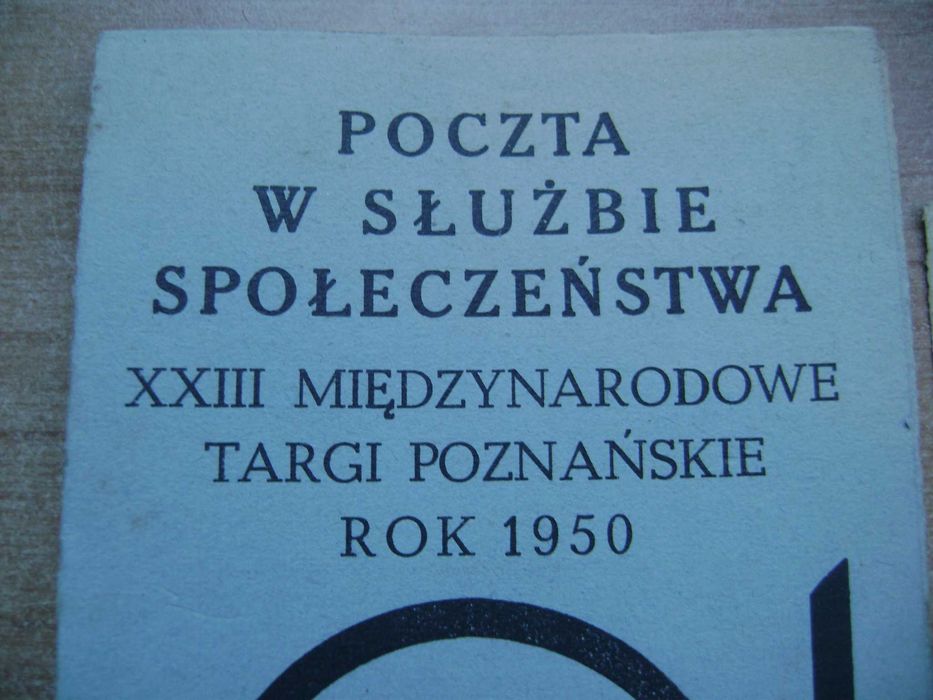 POCZTA
W SŁUŻBIE
SPOŁECZEŃSTWA
XXIII MIĘDZYNARODOWE
TARGI POZNAŃSKIE
ROK 1950